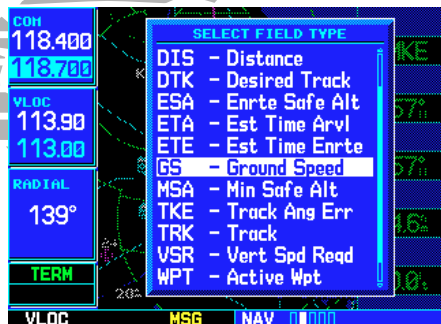 COM
118.400
118.700
VLOC
113.90
113.00
RADIAL
139°
TERM
SELECT FIELD TYPE
DIS – Distance
DTK – Desired Track
ESA – Enrte Safe Alt
ETA – Est Time Arvl
ETE – Est Time Enrte
GS – Ground Speed
MSA – Min Safe Alt
TKE – Track Ang Err
TRK – Track
VSR – Vert Spd Reqd
WPT – Active Wpt
VLOC
MSG
NAV